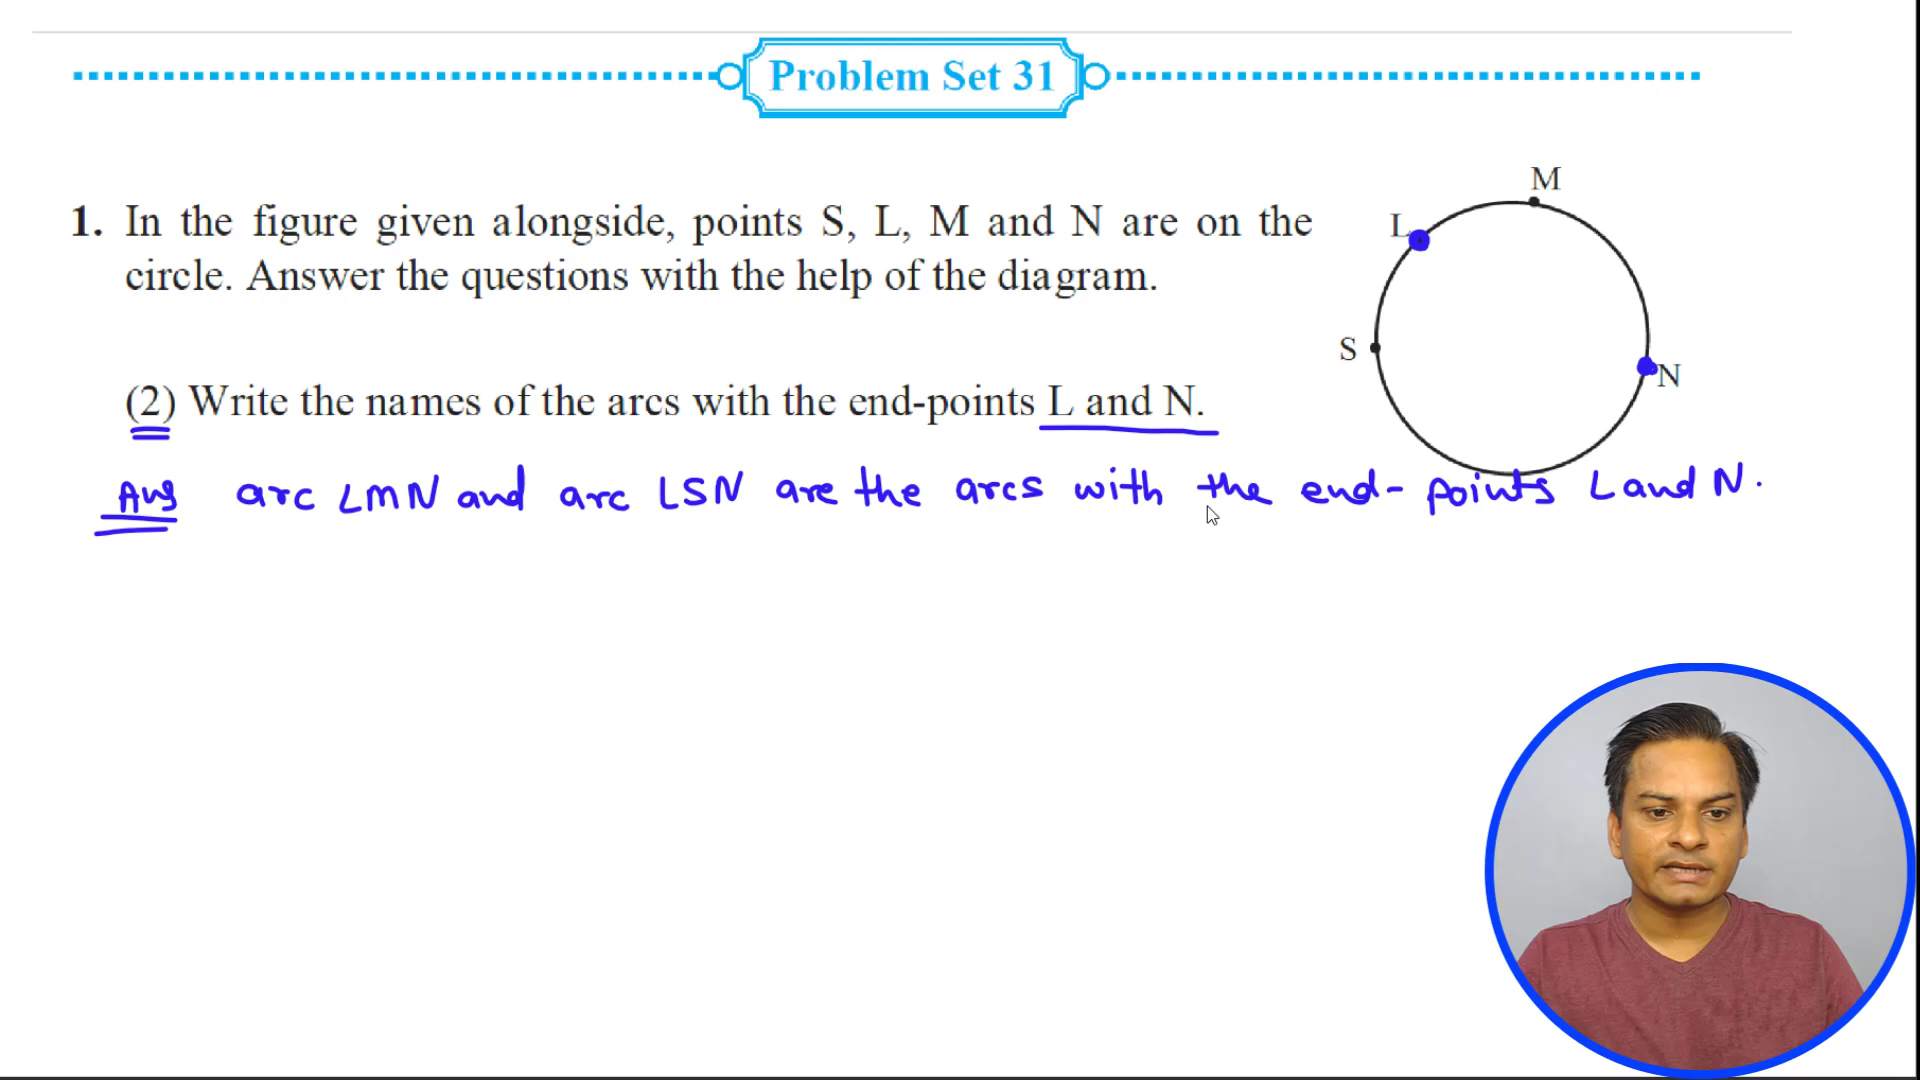 Problem Set 31
1. In the figure given alongside, points S, L, M and N are on the
circle. Answer the questions with the help of the diagram.
M
L
S
N
(2) Write the names of the arcs with the end-points L and N.
Ans arc LMN and arc LSN are the arcs with the end-points L and N.